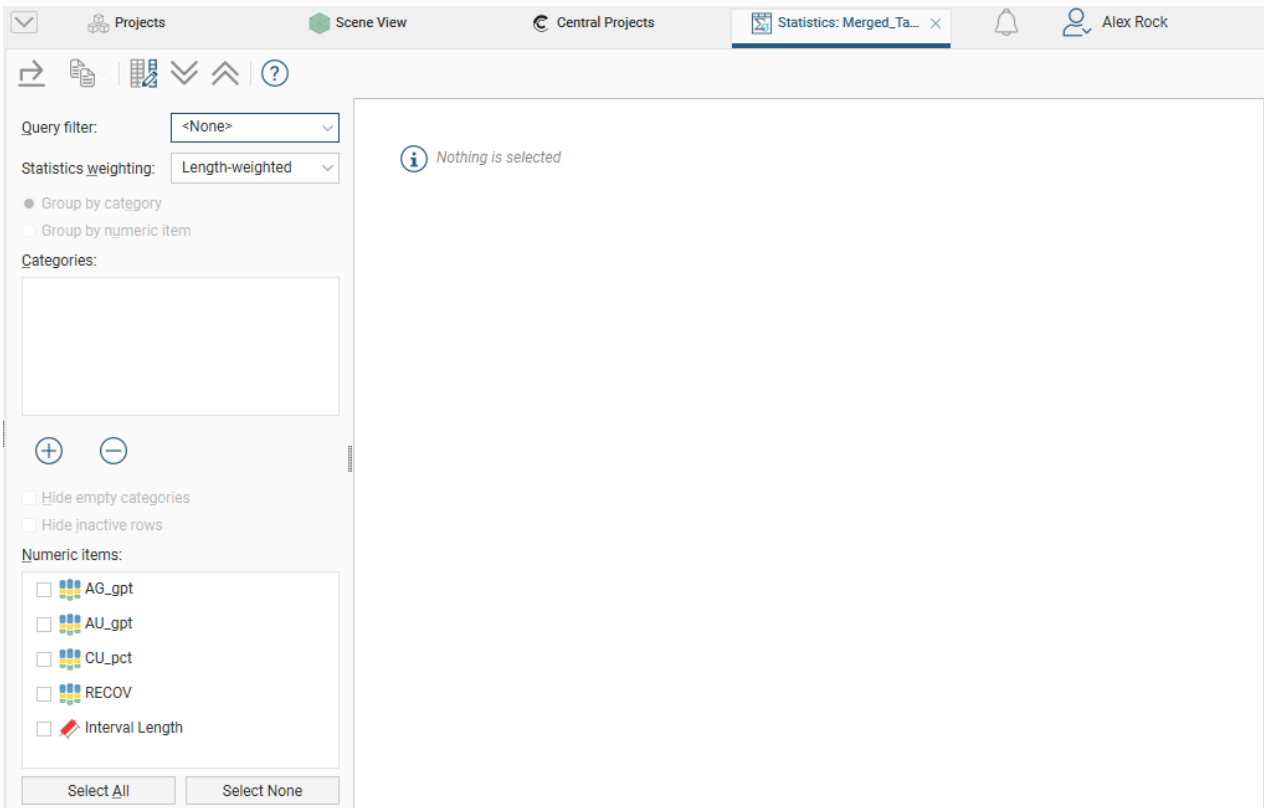 Projects
Scene View
Central Projects
Statistics: Merged_Ta...
Alex Rock
Query filter:
<None>
Statistics weighting:
Length-weighted
Group by category
Group by numeric item
Categories:
Nothing is selected
Hide empty categories
Hide inactive rows
Numeric items:
AG_gpt
AU_gpt
CU_pct
RECOV
Interval Length
Select All
Select None